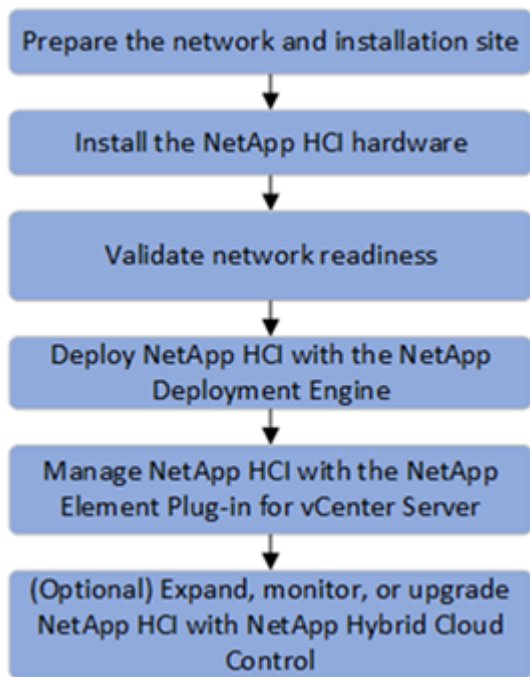 Prepare the network and installation site
Install the NetApp HCI hardware
Validate network readiness
Deploy NetApp HCI with the NetApp
Deployment Engine
Manage NetApp HCI with the NetApp
Element Plug-in for vCenter Server
(Optional) Expand, monitor, or upgrade
NetApp HCI with NetApp Hybrid Cloud
Control